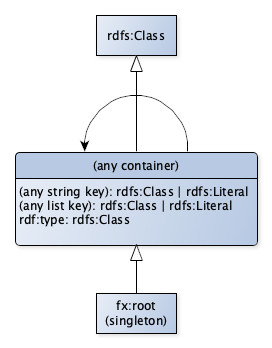 rdfs:Class
(any container)
(any string key): rdfs:Class | rdfs:Literal
(any list key): rdfs:Class | rdfs:Literal
rdf:type: rdfs:Class
fx:root
(singleton)